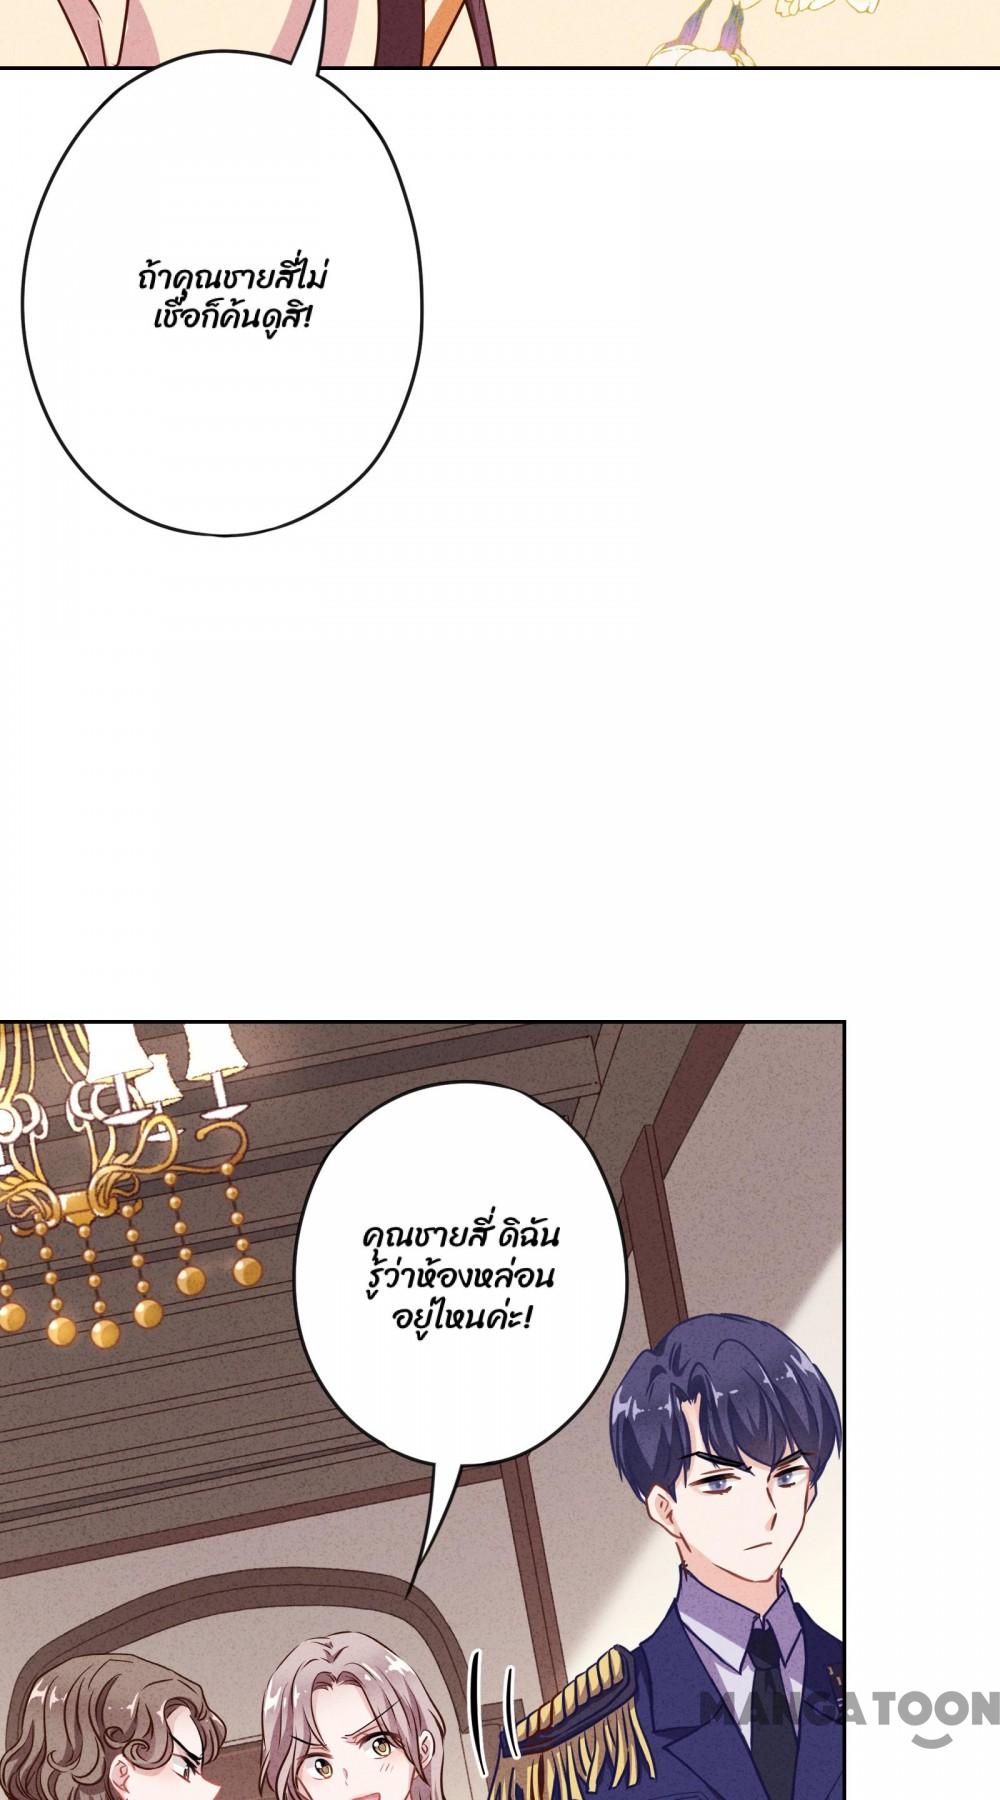 ถ้าคุณชายสี่ไม่
เชื่อก็ค้นดูสิ!
คุณชายสี่ ดิฉัน
รู้ว่าห้องหล่อน
อยู่ไหนค่ะ!
MANGATOON